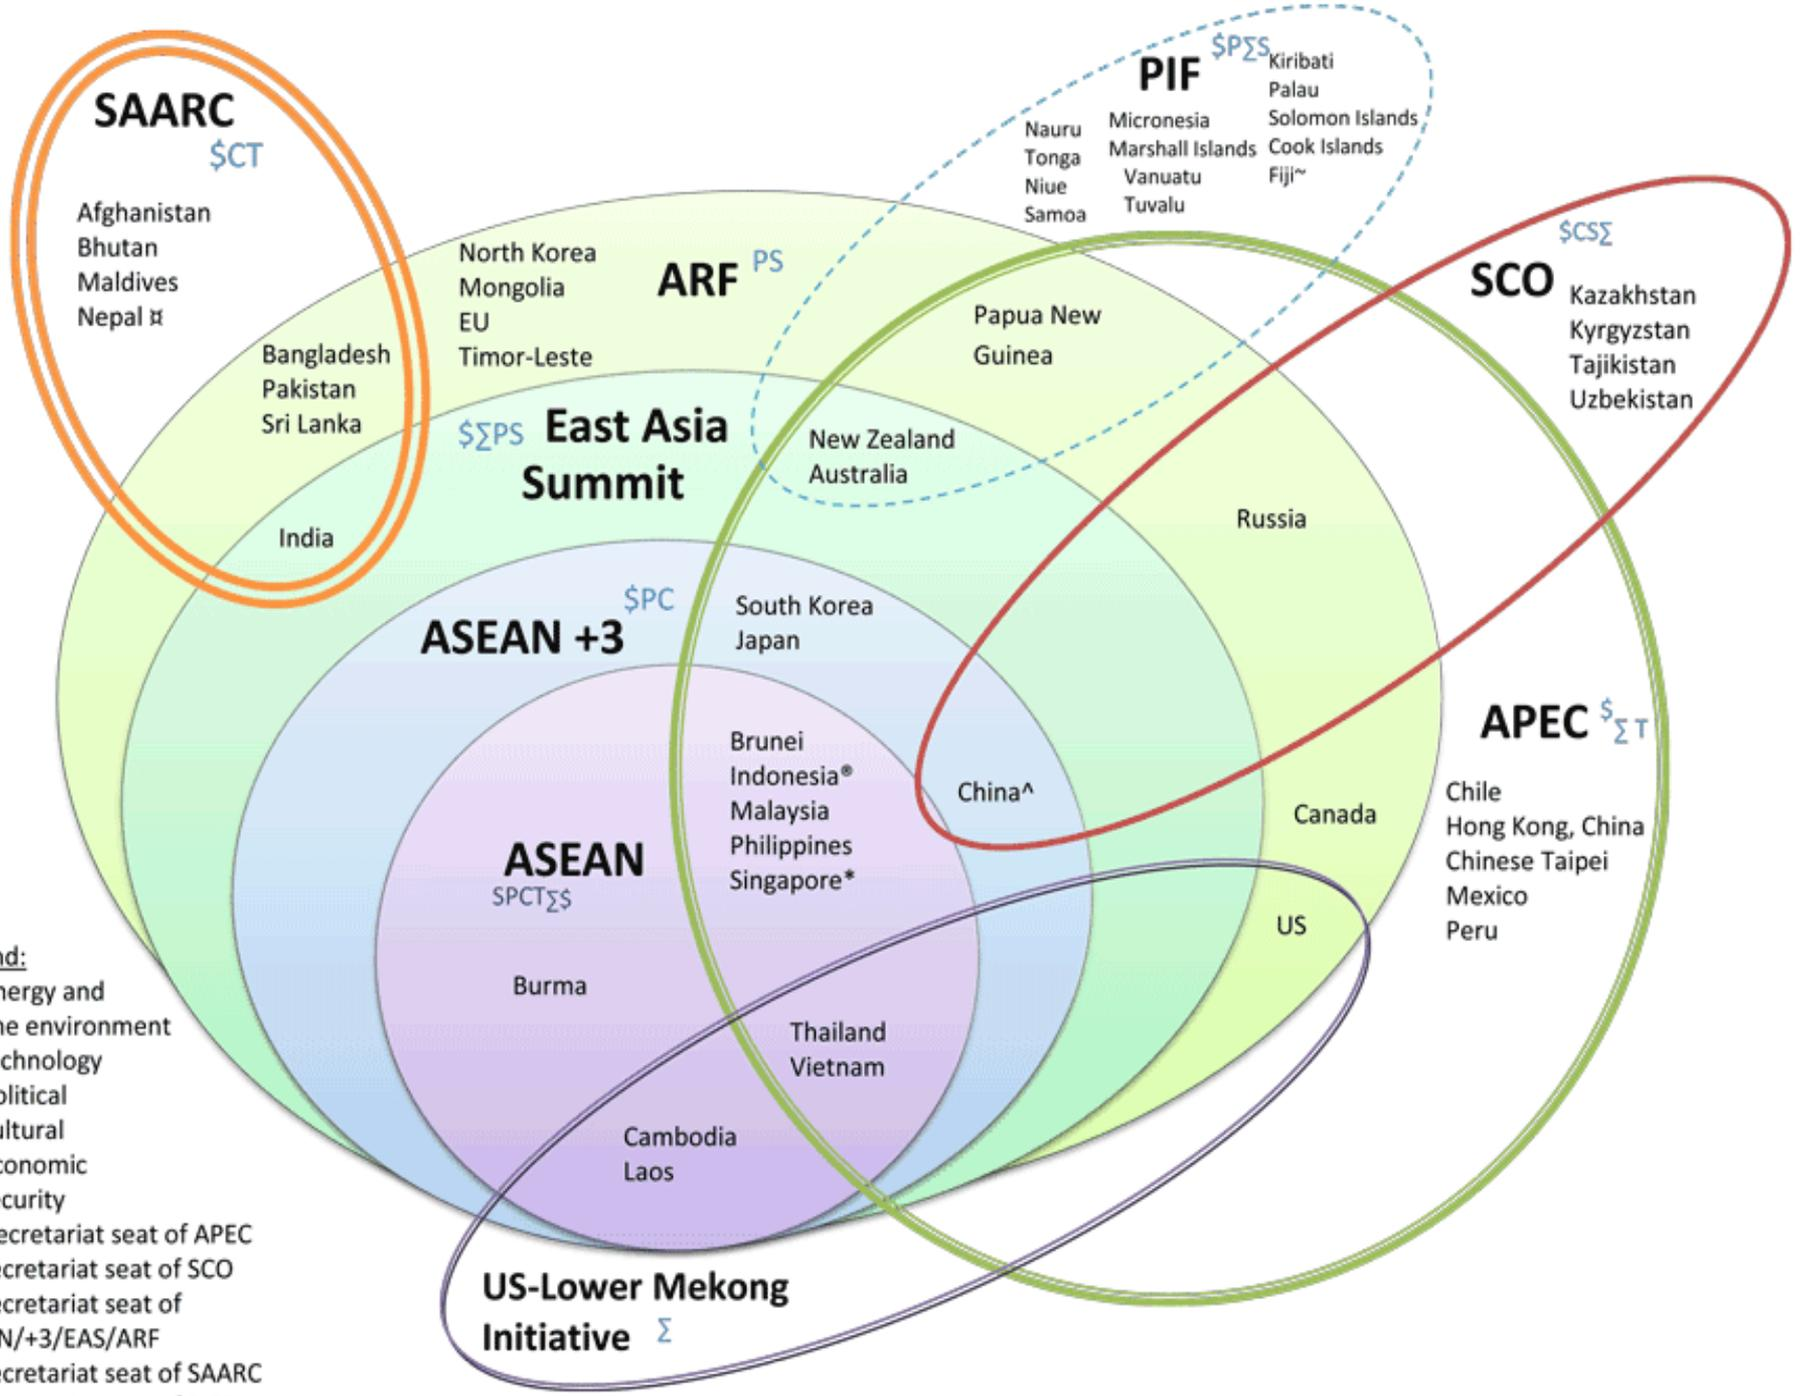 SAARC
$CT
Afghanistan
Bhutan
Maldives
Nepal ¤
Bangladesh
Pakistan
Sri Lanka
India
PIF
$P∑S
Nauru
Tonga
Niue
Samoa
Micronesia
Marshall Islands
Vanuatu
Tuvalu
Kiribati
Palau
Solomon Islands
Cook Islands
Fiji~
North Korea
Mongolia
EU
Timor-Leste
ARF PS
Papua New
Guinea
$CS∑
SCO
Kazakhstan
Kyrgyzstan
Tajikistan
Uzbekistan
$∑PS East Asia
Summit
New Zealand
Australia
Russia
$PC
ASEAN +3
South Korea
Japan
Brunei
Indonesia®
Malaysia
Philippines
Singapore*
China^
Canada
US
APEC $∑ T
Chile
Hong Kong, China
Chinese Taipei
Mexico
Peru
ASEAN
SPCT∑$
Burma
Thailand
Vietnam
Cambodia
Laos
US-Lower Mekong
Initiative ∑
nd:
nergy and
ne environment
chnology
olitical
ultural
conomic
ecurity
ecretariat seat of APEC
ecretariat seat of SCO
ecretariat seat of
N/+3/EAS/ARF
ecretariat seat of SAARC